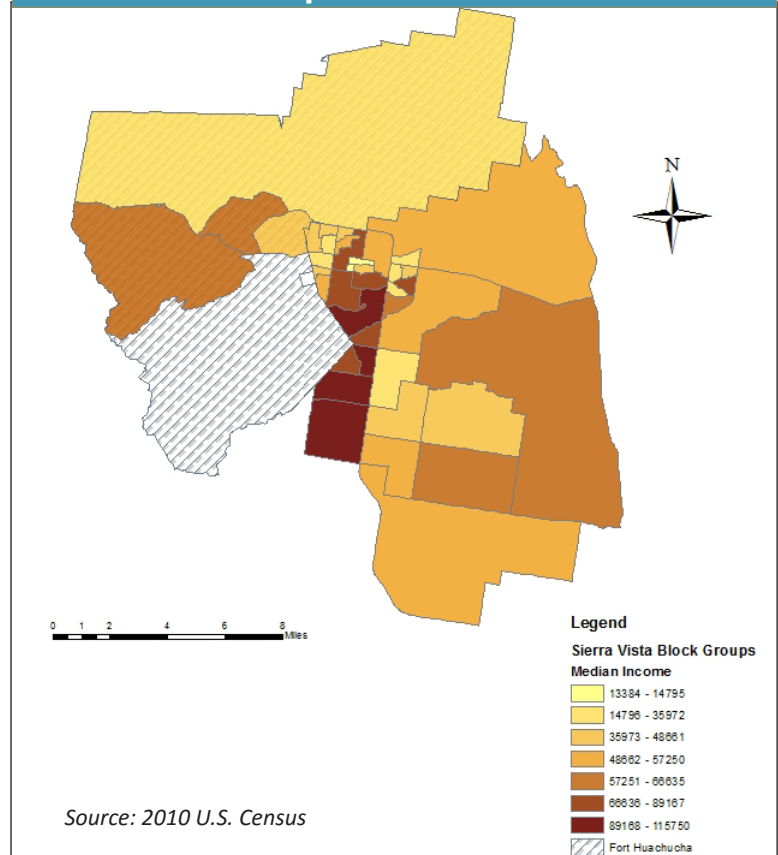 N
0 1 2 4 6 8
Miles
Legend
Sierra Vista Block Groups
Median Income
13384 - 14795
14796 - 35972
35973 - 48661
48662 - 57250
57251 - 66635
66636 - 89167
89168 - 115750
Fort Huachucha
Source: 2010 U.S. Census